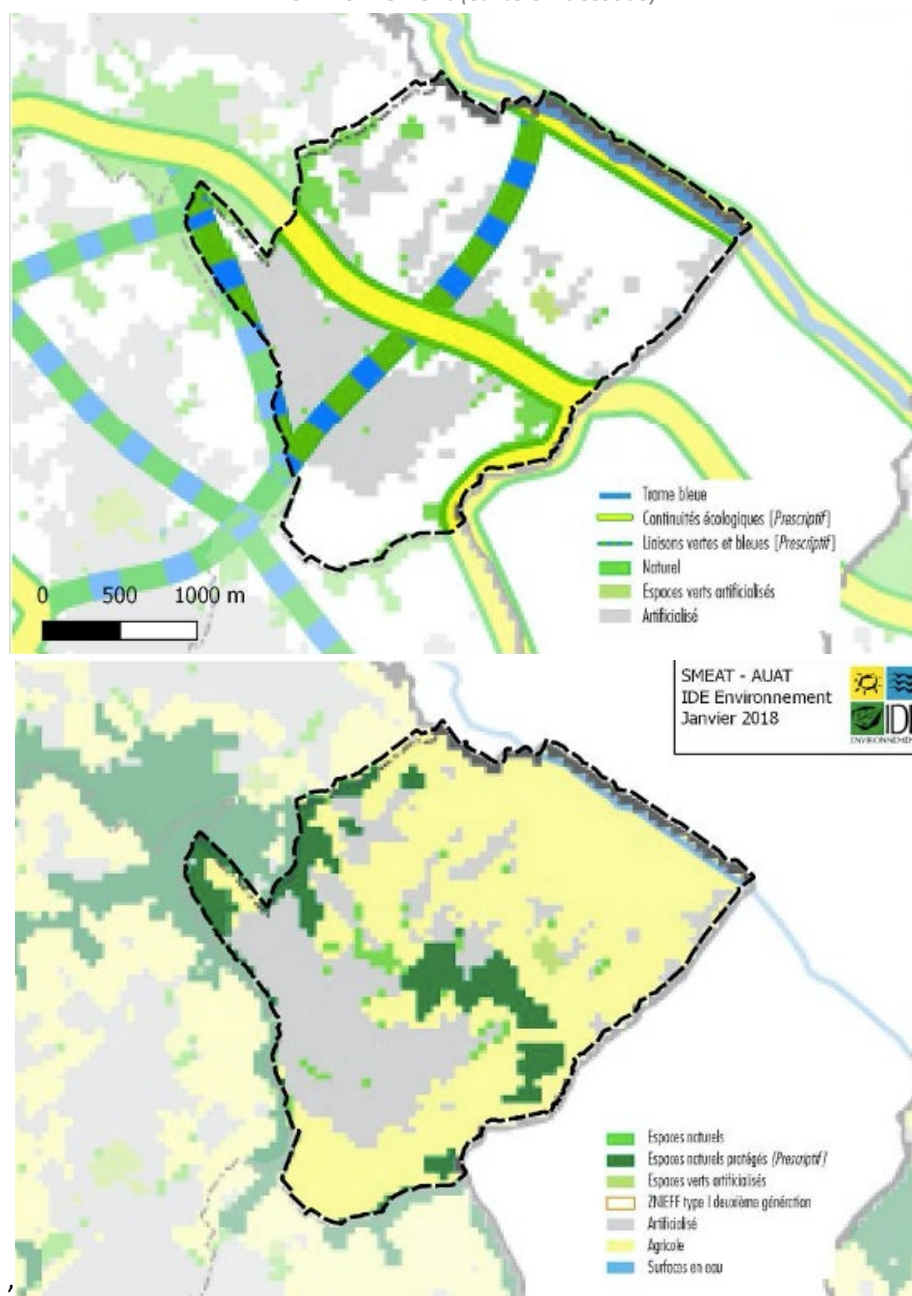 Trame bleue
Continuités écologiques [Prescriptif]
Liaisons vertes et bleues [Prescriptif]
Naturel
Espaces verts artificialisés
Artificialisé
0 500 1000 m
SMEAT - AUAT
IDE Environnement
Janvier 2018
Espaces naturels
Espaces naturels protégés (Prescriptif)
Espaces verts artificialisés
ZNIEFF type I deuxième génération
Artificialisé
Agricole
Surfaces en eau
,